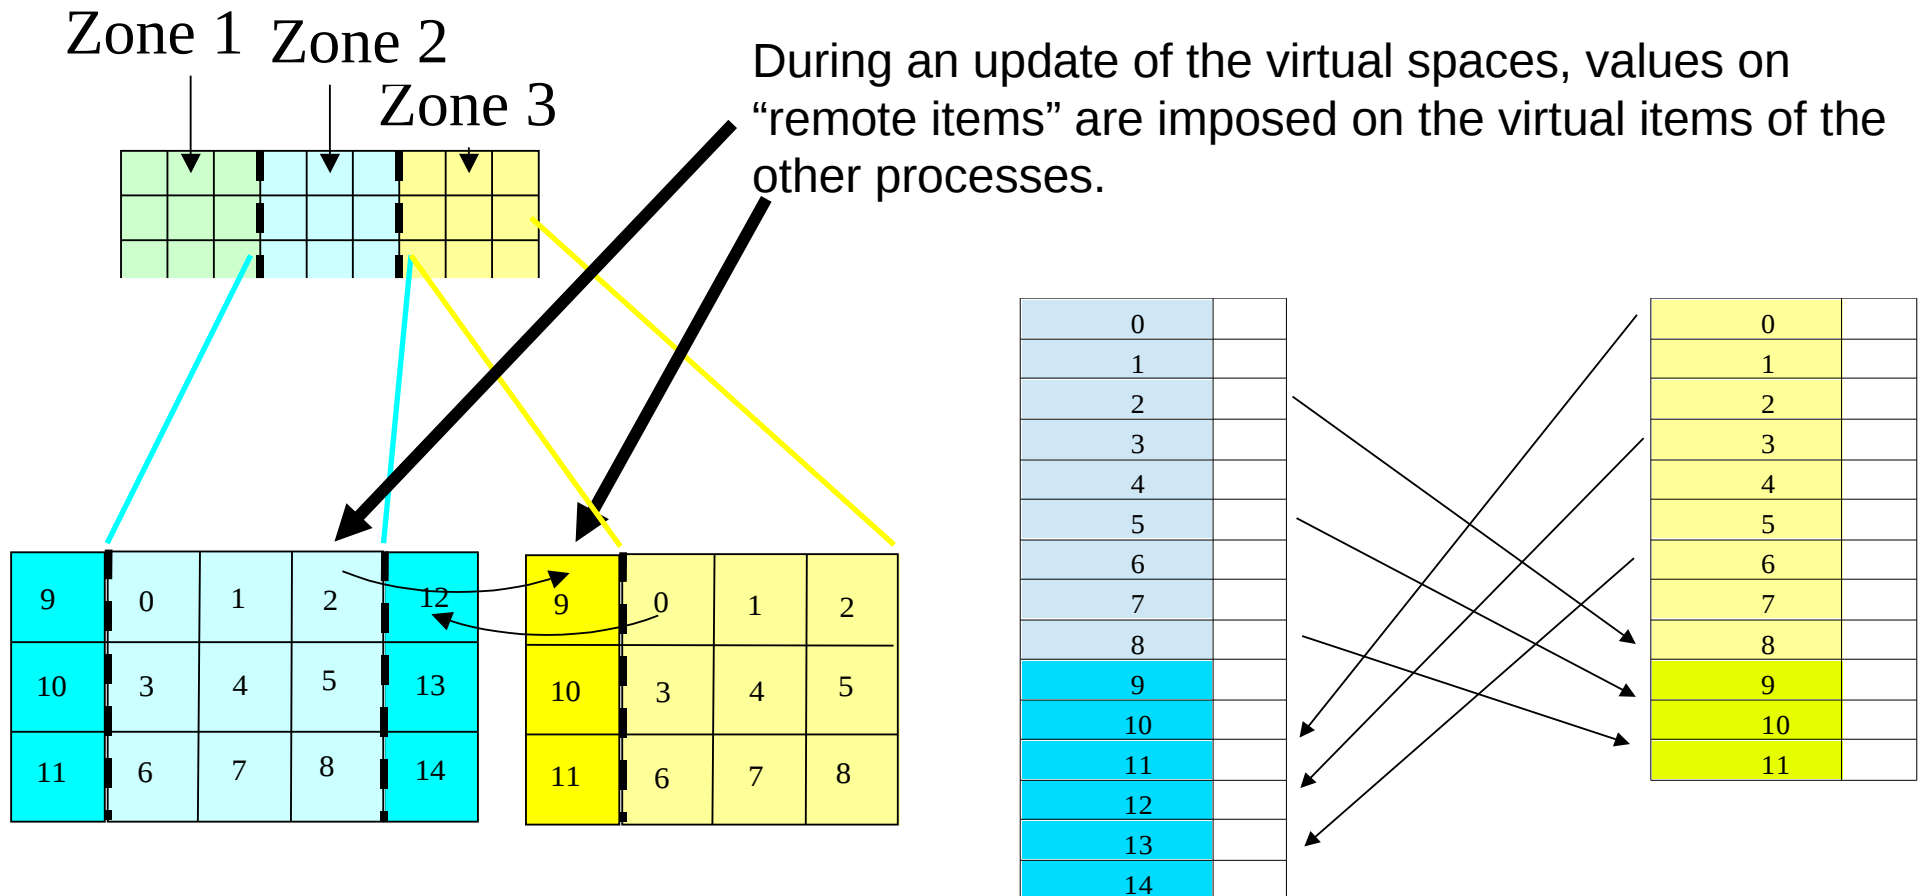 Zone 1
Zone 2
Zone 3
During an update of the virtual spaces, values on
“remote items” are imposed on the virtual items of the
other processes.
9 0 1 2 12
10 3 4 5 13
11 6 7 8 14
9 0 1 2
10 3 4 5
11 6 7 8
0
1
2
3
4
5
6
7
8
9
10
11
12
13
14
0
1
2
3
4
5
6
7
8
9
10
11